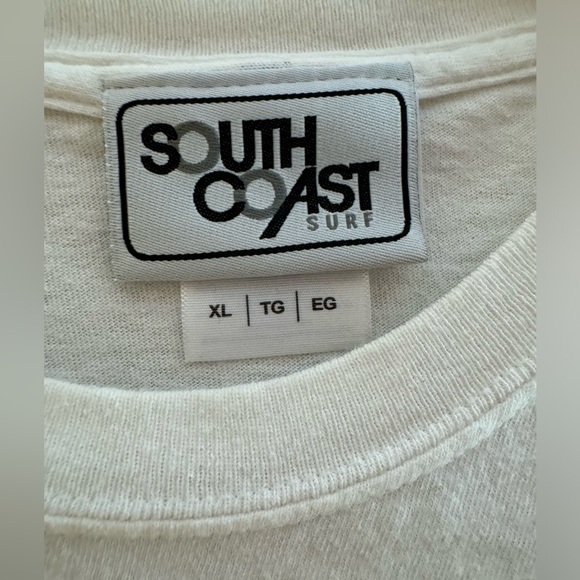 SOUTH
COAST
SURF
XL | TG | EG